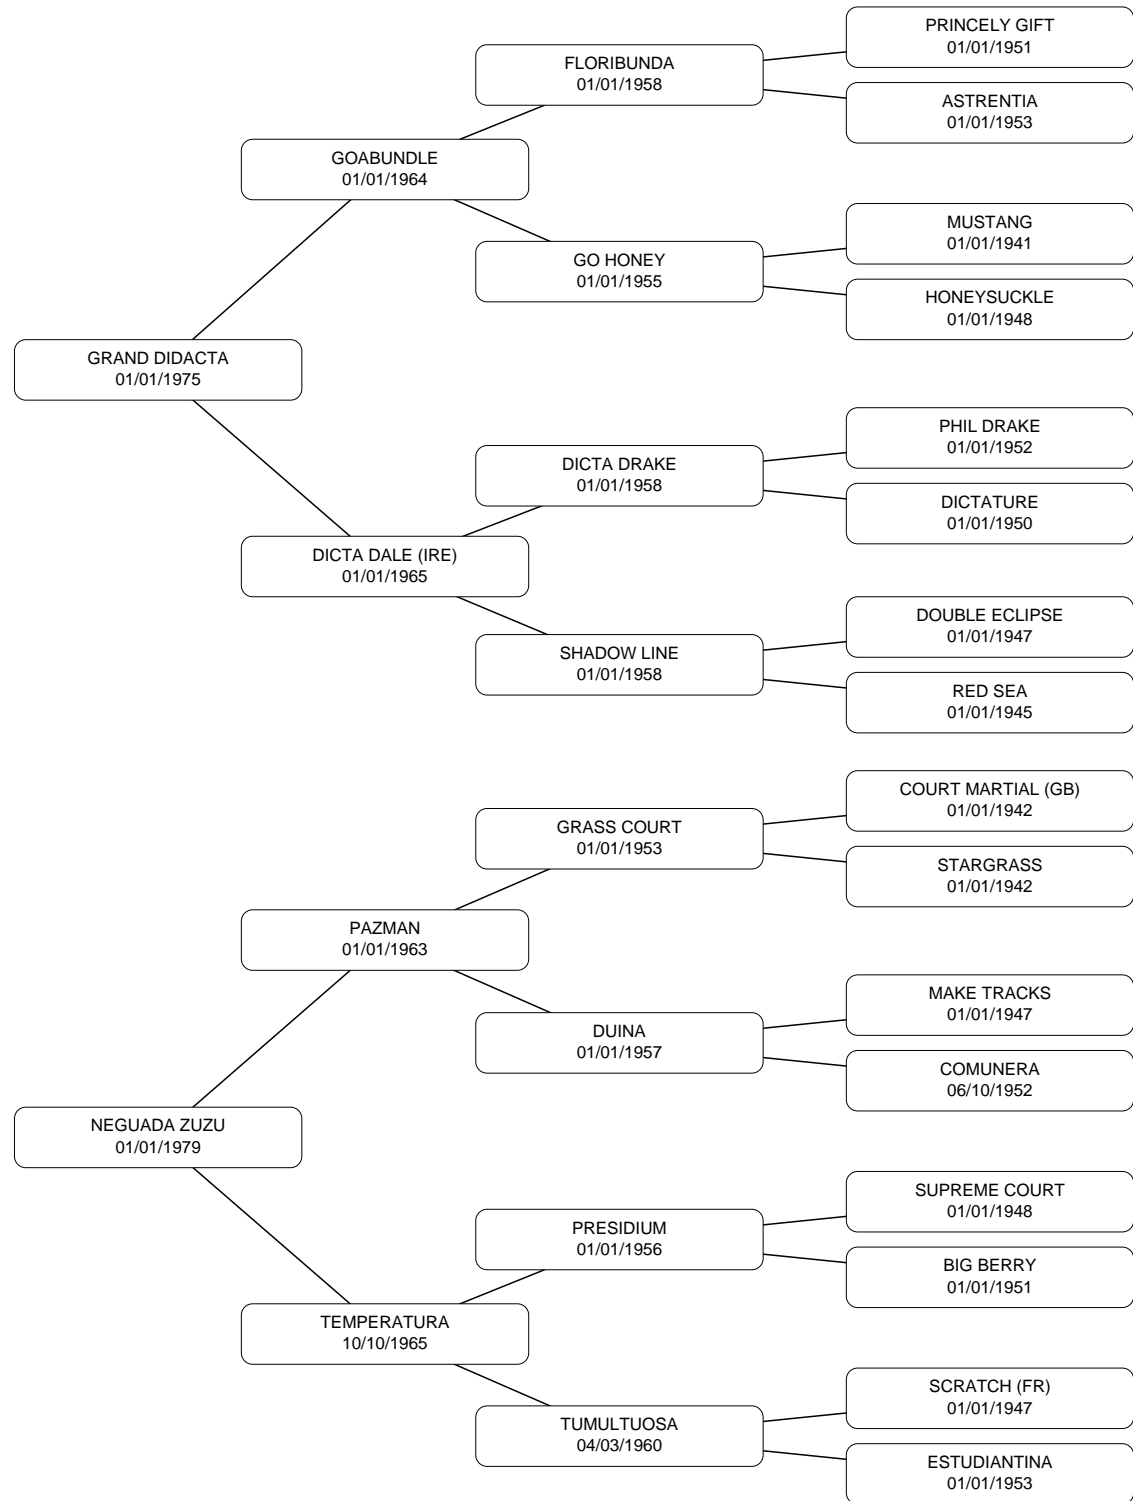 PRINCELY GIFT
01/01/1951
FLORIBUNDA
01/01/1958
ASTRENTIA
01/01/1953
GOABUNDLE
01/01/1964
MUSTANG
01/01/1941
GO HONEY
01/01/1955
HONEYSUCKLE
01/01/1948
GRAND DIDACTA
01/01/1975
PHIL DRAKE
01/01/1952
DICTA DRAKE
01/01/1958
DICTATURE
01/01/1950
DICTA DALE (IRE)
01/01/1965
DOUBLE ECLIPSE
01/01/1947
SHADOW LINE
01/01/1958
RED SEA
01/01/1945
COURT MARTIAL (GB)
01/01/1942
GRASS COURT
01/01/1953
STARGRASS
01/01/1942
PAZMAN
01/01/1963
MAKE TRACKS
01/01/1947
DUINA
01/01/1957
COMUNERA
06/10/1952
NEGUADA ZUZU
01/01/1979
SUPREME COURT
01/01/1948
PRESIDIUM
01/01/1956
BIG BERRY
01/01/1951
TEMPERATURA
10/10/1965
SCRATCH (FR)
01/01/1947
TUMULTUOSA
04/03/1960
ESTUDIANTINA
01/01/1953